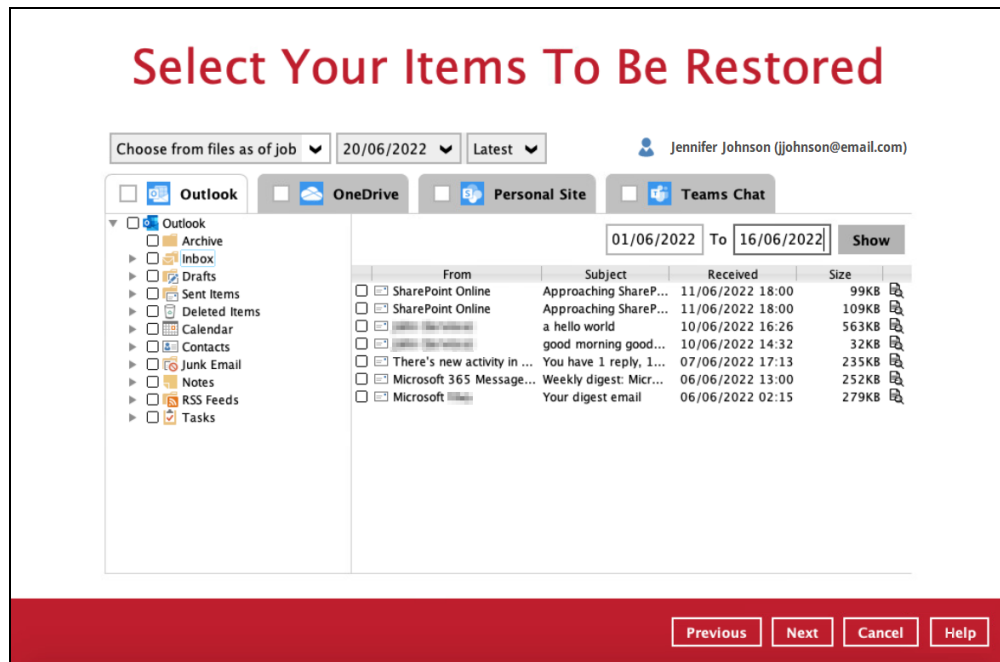 Select Your Items To Be Restored
Choose from files as of job 20/06/2022 Latest Jennifer Johnson (jjohnson@email.com)
Outlook OneDrive Personal Site Teams Chat
Outlook
Archive
Inbox
Drafts
Sent Items
Deleted Items
Calendar
Contacts
Junk Email
Notes
RSS Feeds
Tasks
01/06/2022 To 16/06/2022 Show
From Subject Received Size
SharePoint Online Approaching ShareP... 11/06/2022 18:00 99KB
SharePoint Online Approaching ShareP... 11/06/2022 18:00 109KB
a hello world 10/06/2022 16:26 563KB
good morning good... 10/06/2022 14:32 32KB
There's new activity in ... You have 1 reply, 1... 07/06/2022 17:13 235KB
Microsoft 365 Message... Weekly digest: Micr... 06/06/2022 13:00 252KB
Microsoft Your digest email 06/06/2022 02:15 279KB
Previous Next Cancel Help